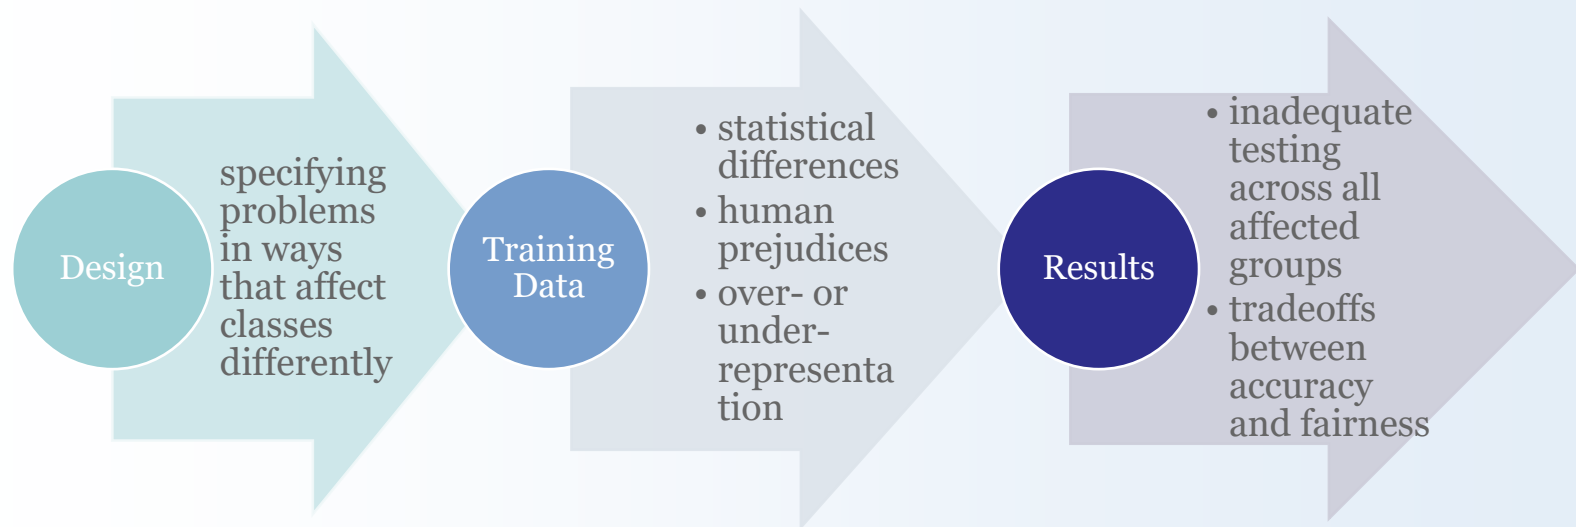 Design
specifying
problems
in ways
that affect
classes
differently
Training
Data
• statistical
differences
• human
prejudices
• over- or
under-
representa
tion
Results
• inadequate
testing
across all
affected
groups
• tradeoffs
between
accuracy
and fairness